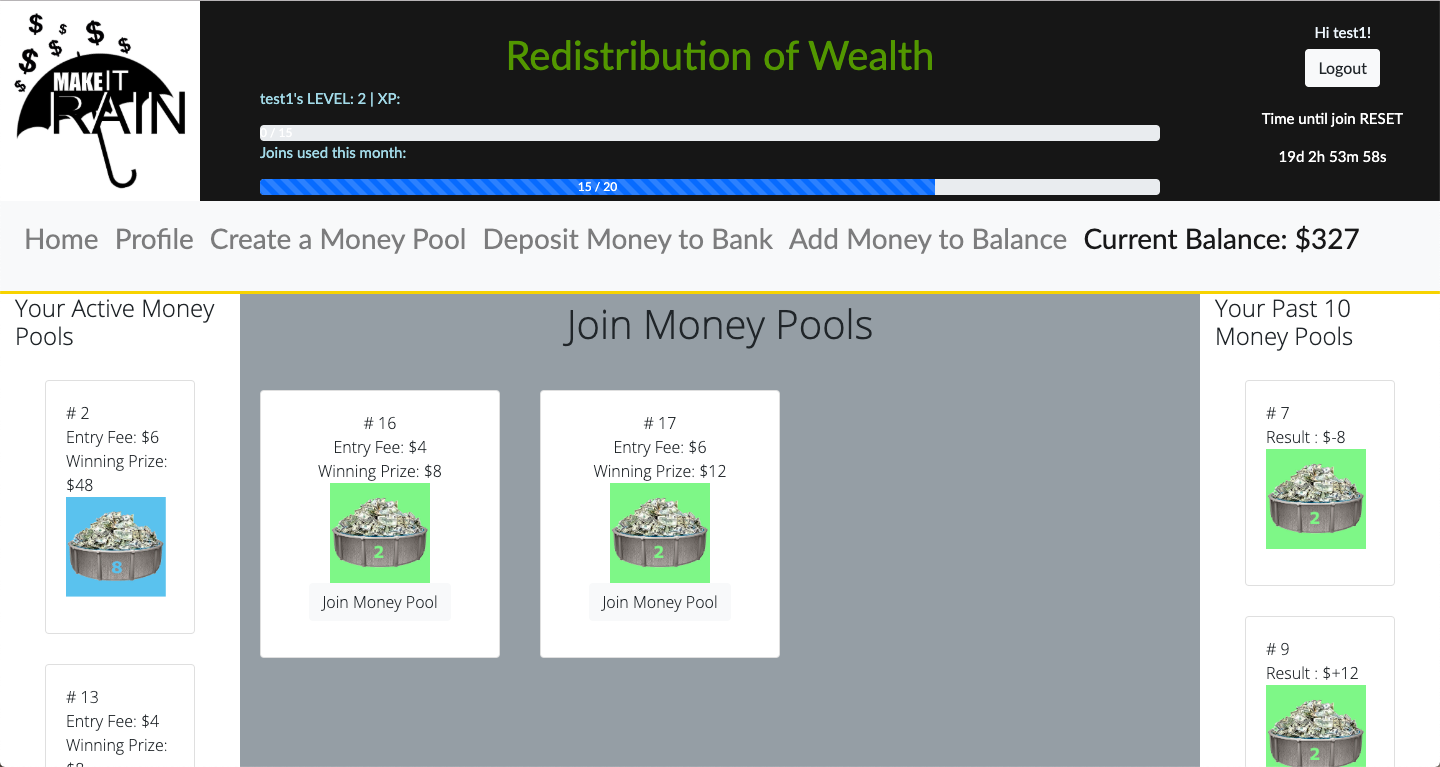 $ $ $ $ $ $ $
MAKE IT
RAIN
Redistribution of Wealth
test1's LEVEL: 2 | XP:
0 / 15
Joins used this month:
15 / 20
Hi test1!
Logout
Time until join RESET
19d 2h 53m 58s
Home Profile Create a Money Pool Deposit Money to Bank Add Money to Balance Current Balance: $327
Your Active Money
Pools
# 2
Entry Fee: $6
Winning Prize:
$48
8
# 13
Entry Fee: $4
Winning Prize:
$8
Join Money Pools
# 16
Entry Fee: $4
Winning Prize: $8
2
Join Money Pool
# 17
Entry Fee: $6
Winning Prize: $12
2
Join Money Pool
Your Past 10
Money Pools
# 7
Result : $-8
2
# 9
Result : $+12
2